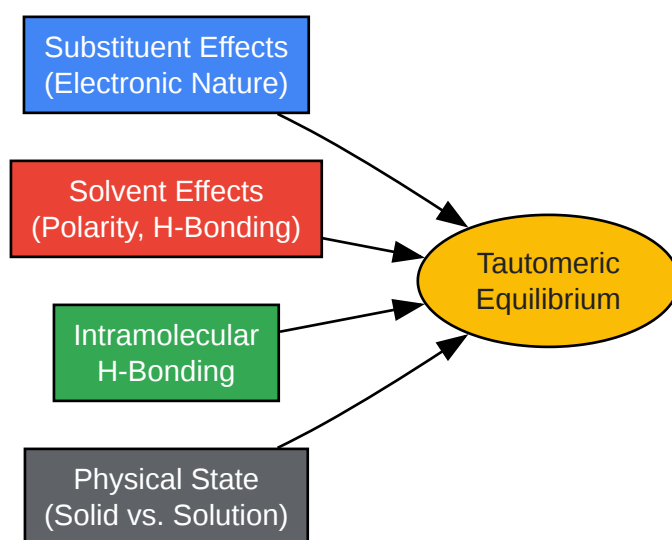 Substituent Effects
(Electronic Nature)
Solvent Effects
(Polarity, H-Bonding)
Tautomeric
Equilibrium
Intramolecular
H-Bonding
Physical State
(Solid vs. Solution)